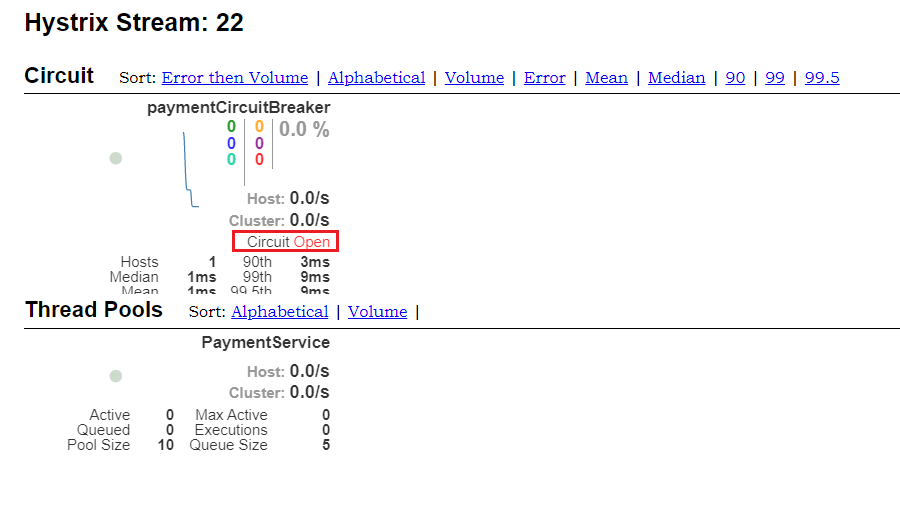 Hystrix Stream: 22
Circuit Sort: Error then Volume | Alphabetical | Volume | Error | Mean | Median | 90 | 99 | 99.5
paymentCircuitBreaker
0 0 0.0 %
0 0
0 0
Host: 0.0/s
Cluster: 0.0/s
Circuit Open
Hosts 1 90th 3ms
Median 1ms 99th 9ms
Mean 1ms 99.5th 9ms
Thread Pools Sort: Alphabetical | Volume |
PaymentService
Host: 0.0/s
Cluster: 0.0/s
Active 0 Max Active 0
Queued 0 Executions 0
Pool Size 10 Queue Size 5